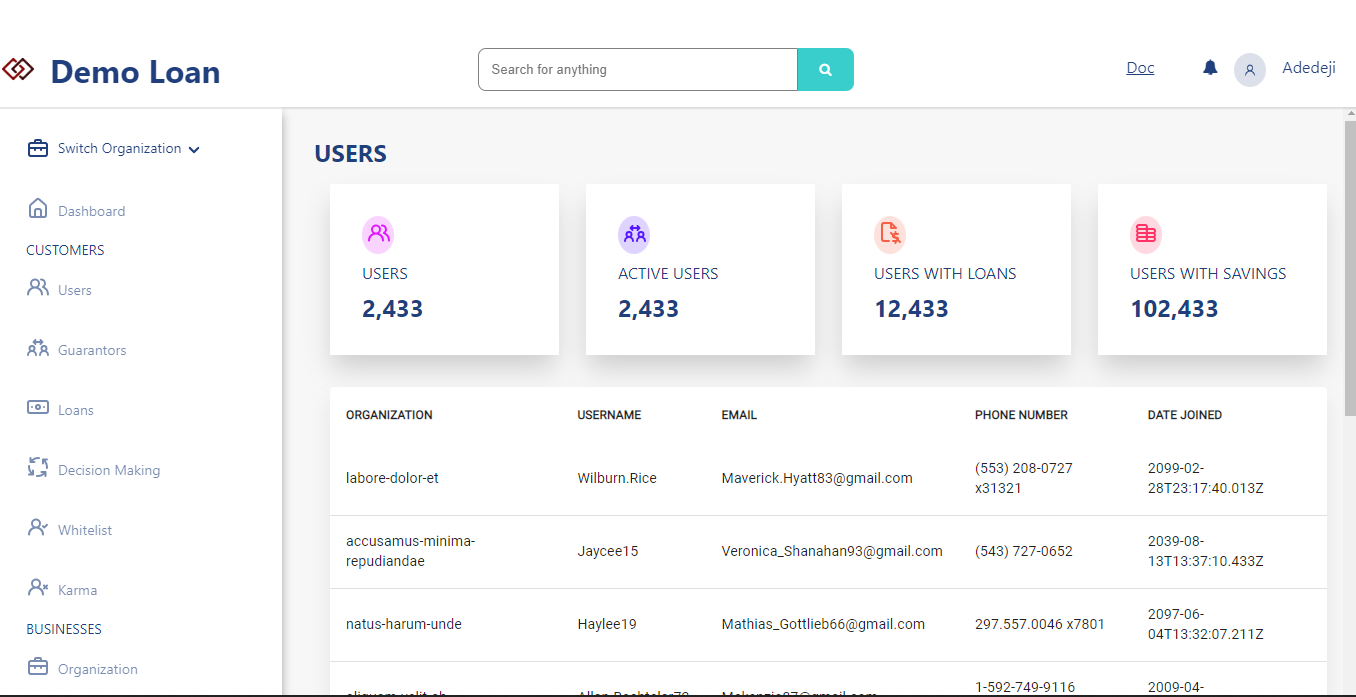 Demo Loan
Search for anything
Doc
Adedeji
Switch Organization
Dashboard
CUSTOMERS
Users
Guarantors
Loans
Decision Making
Whitelist
Karma
BUSINESSES
Organization
USERS
USERS
2,433
ACTIVE USERS
2,433
USERS WITH LOANS
12,433
USERS WITH SAVINGS
102,433
ORGANIZATION USERNAME EMAIL PHONE NUMBER DATE JOINED
labore-dolor-et Wilburn.Rice Maverick.Hyatt83@gmail.com (553) 208-0727 2099-02-
x31321 28T23:17:40.013Z
accusamus-minima- 2039-08-
repudiandae Jaycee15 Veronica_Shanahan93@gmail.com (543) 727-0652 13T13:37:10.433Z
natus-harum-unde Haylee19 Mathias_Gottlieb66@gmail.com 297.557.0046 x7801 2097-06-
04T13:32:07.211Z
1-592-749-9116 2009-04-